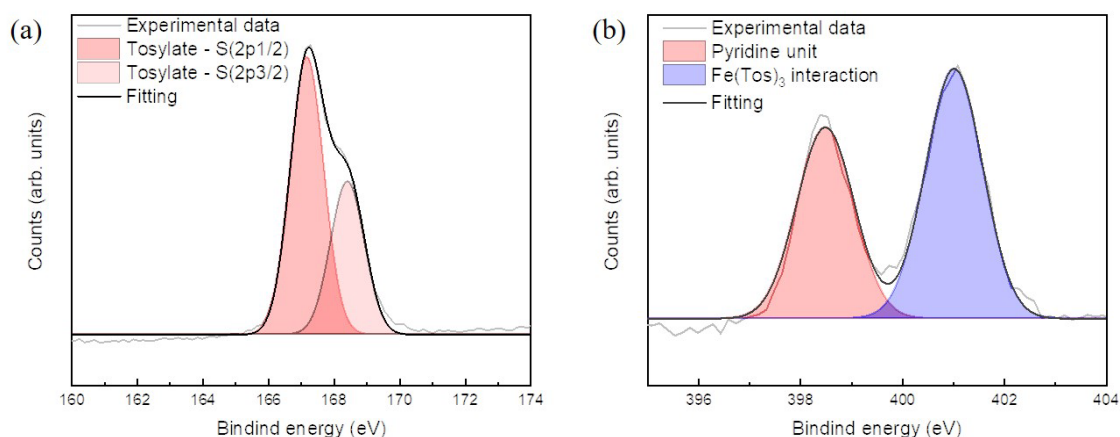 (a)
Experimental data
Tosylate - S(2p1/2)
Tosylate - S(2p3/2)
Fitting
Counts (arb. units)
160 162 164 166 168 170 172 174
Bindind energy (eV)
(b)
Experimental data
Pyridine unit
Fe(Tos)3 interaction
Fitting
Counts (arb. units)
396 398 400 402 404
Bindind energy (eV)